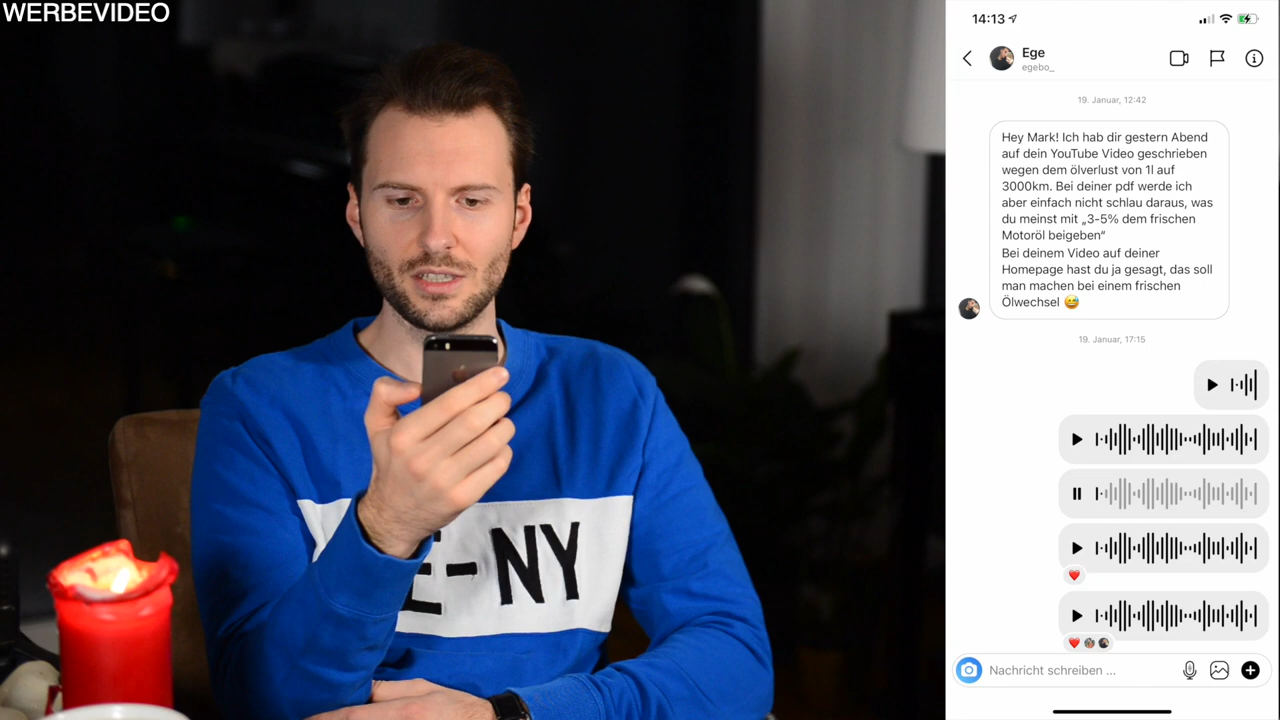 WERBEVIDEO
E-NY
14:13
Ege
egebo_
19. Januar, 12:42
Hey Mark! Ich hab dir gestern Abend
auf dein YouTube Video geschrieben
wegen dem ölverlust von 1l auf
3000km. Bei deiner pdf werde ich
aber einfach nicht schlau daraus, was
du meinst mit „3-5% dem frischen
Motoröl beigeben“
Bei deinem Video auf deiner
Homepage hast du ja gesagt, das soll
man machen bei einem frischen
Ölwechsel 😅
19. Januar, 17:15
Nachricht schreiben ...